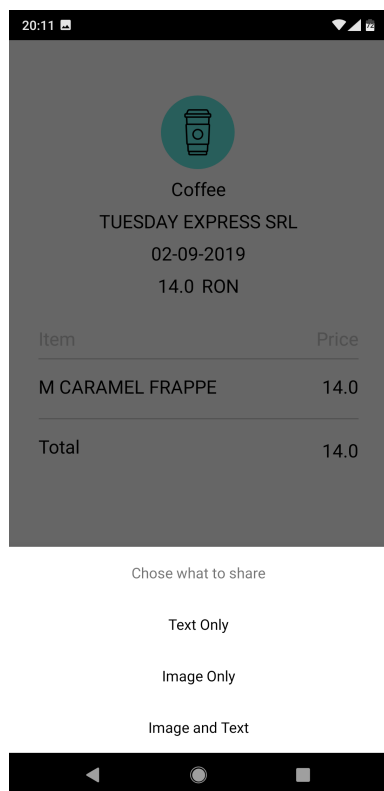 20:11
72
Coffee
TUESDAY EXPRESS SRL
02-09-2019
14.0 RON
Item Price
M CARAMEL FRAPPE 14.0
Total 14.0
Chose what to share
Text Only
Image Only
Image and Text